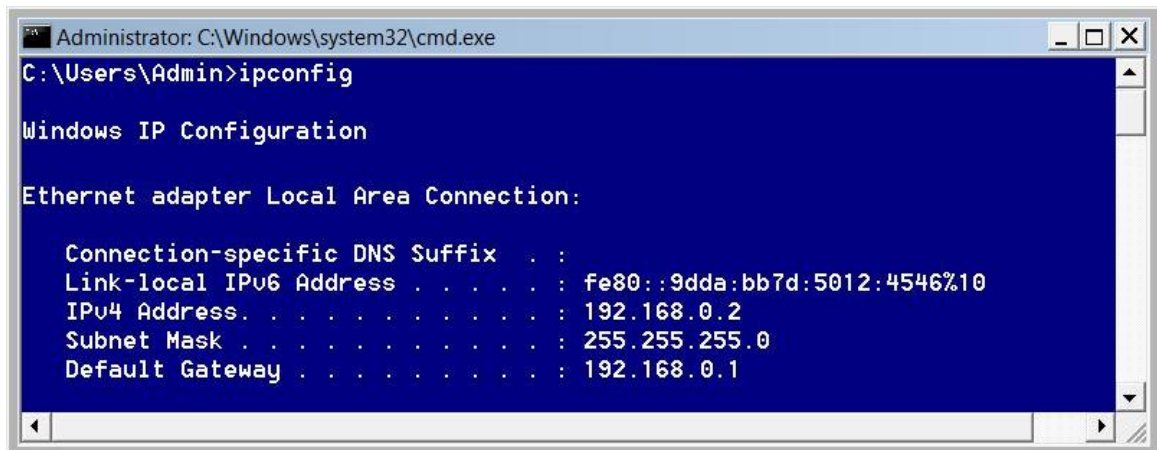 Administrator: C:\Windows\system32\cmd.exe
C:\Users\Admin>ipconfig
Windows IP Configuration
Ethernet adapter Local Area Connection:
Connection-specific DNS Suffix . :
Link-local IPv6 Address . . . . . : fe80::9dda:bb7d:5012:4546%10
IPv4 Address. . . . . . . . . . . : 192.168.0.2
Subnet Mask . . . . . . . . . . . : 255.255.255.0
Default Gateway . . . . . . . . . : 192.168.0.1